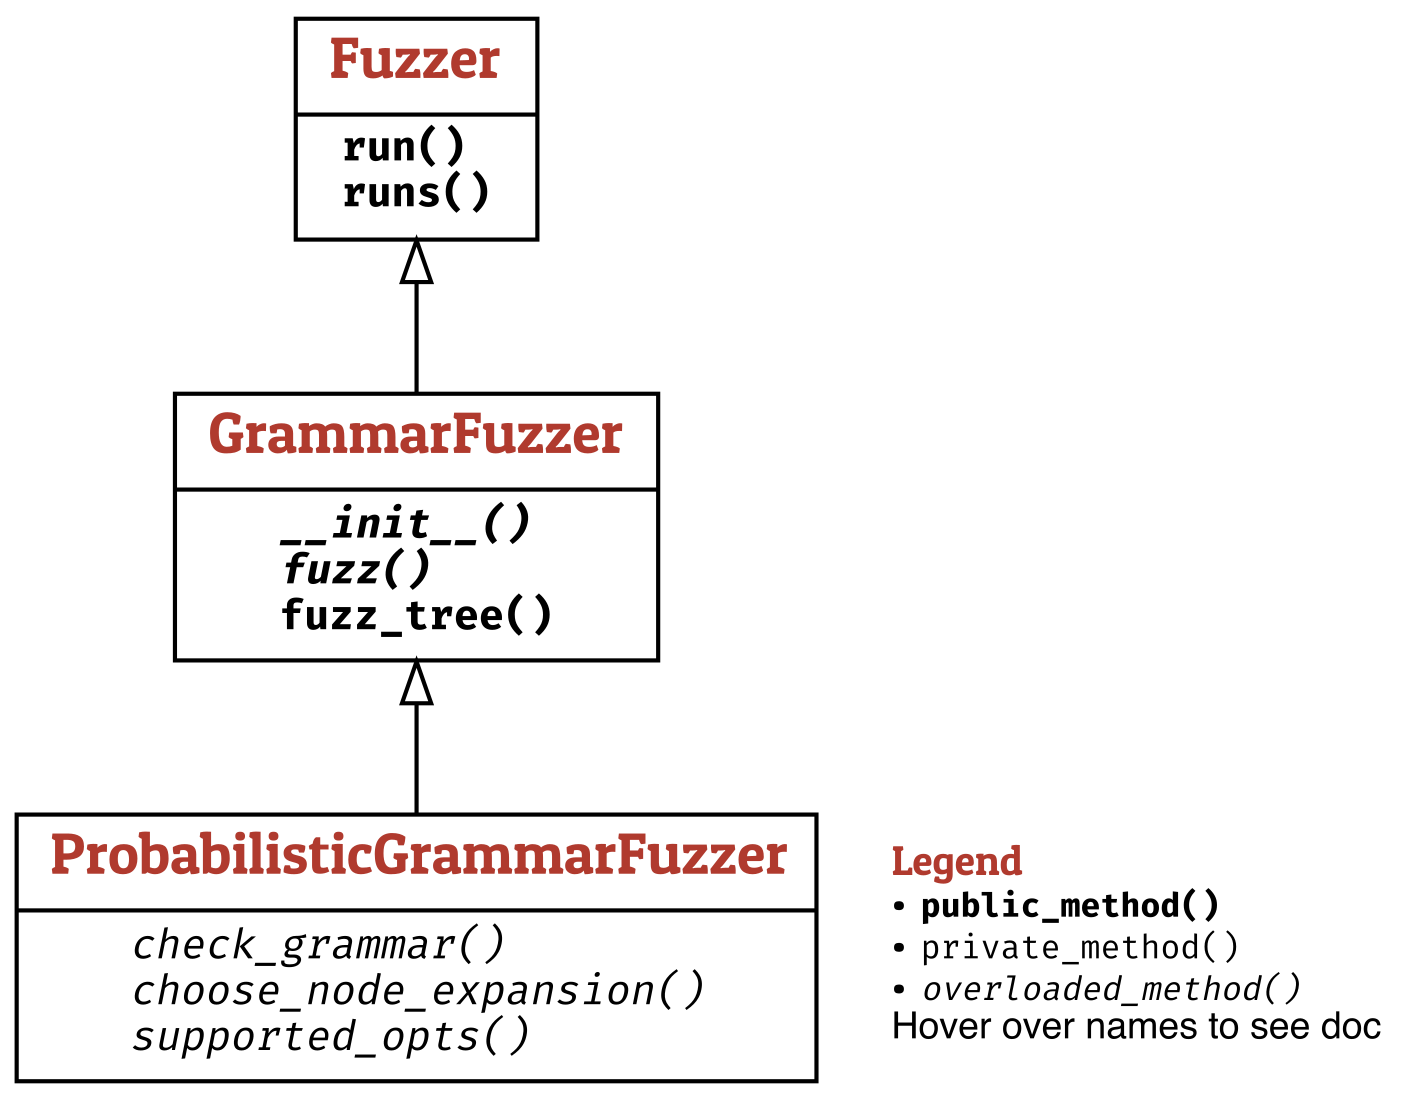 Fuzzer
run()
runs()
GrammarFuzzer
__init__()
fuzz()
fuzz_tree()
ProbabilisticGrammarFuzzer
check_grammar()
choose_node_expansion()
supported_opts()
Legend
• public_method()
• private_method()
• overloaded_method()
Hover over names to see doc